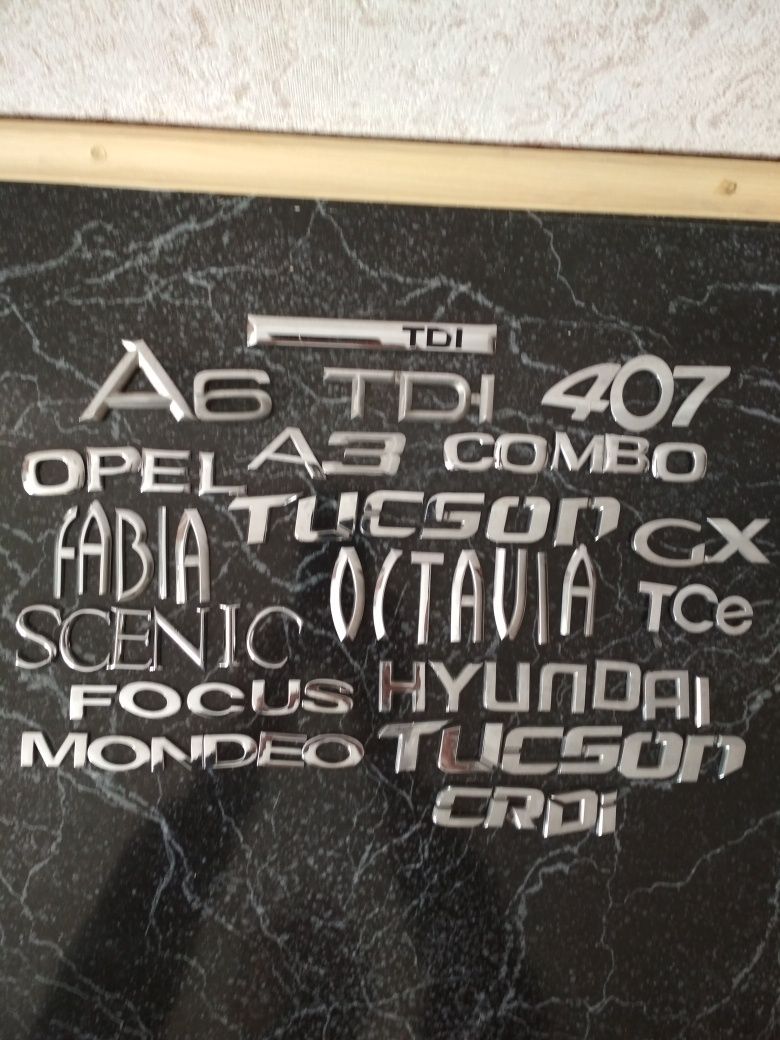 TDI
A6 TDI 407
OPEL A3 COMBO
FABIA TUCSON GX
SCENIC OCTAVIA TCe
FOCUS HYUNDAI
MONDEO TUCSON
CRDi